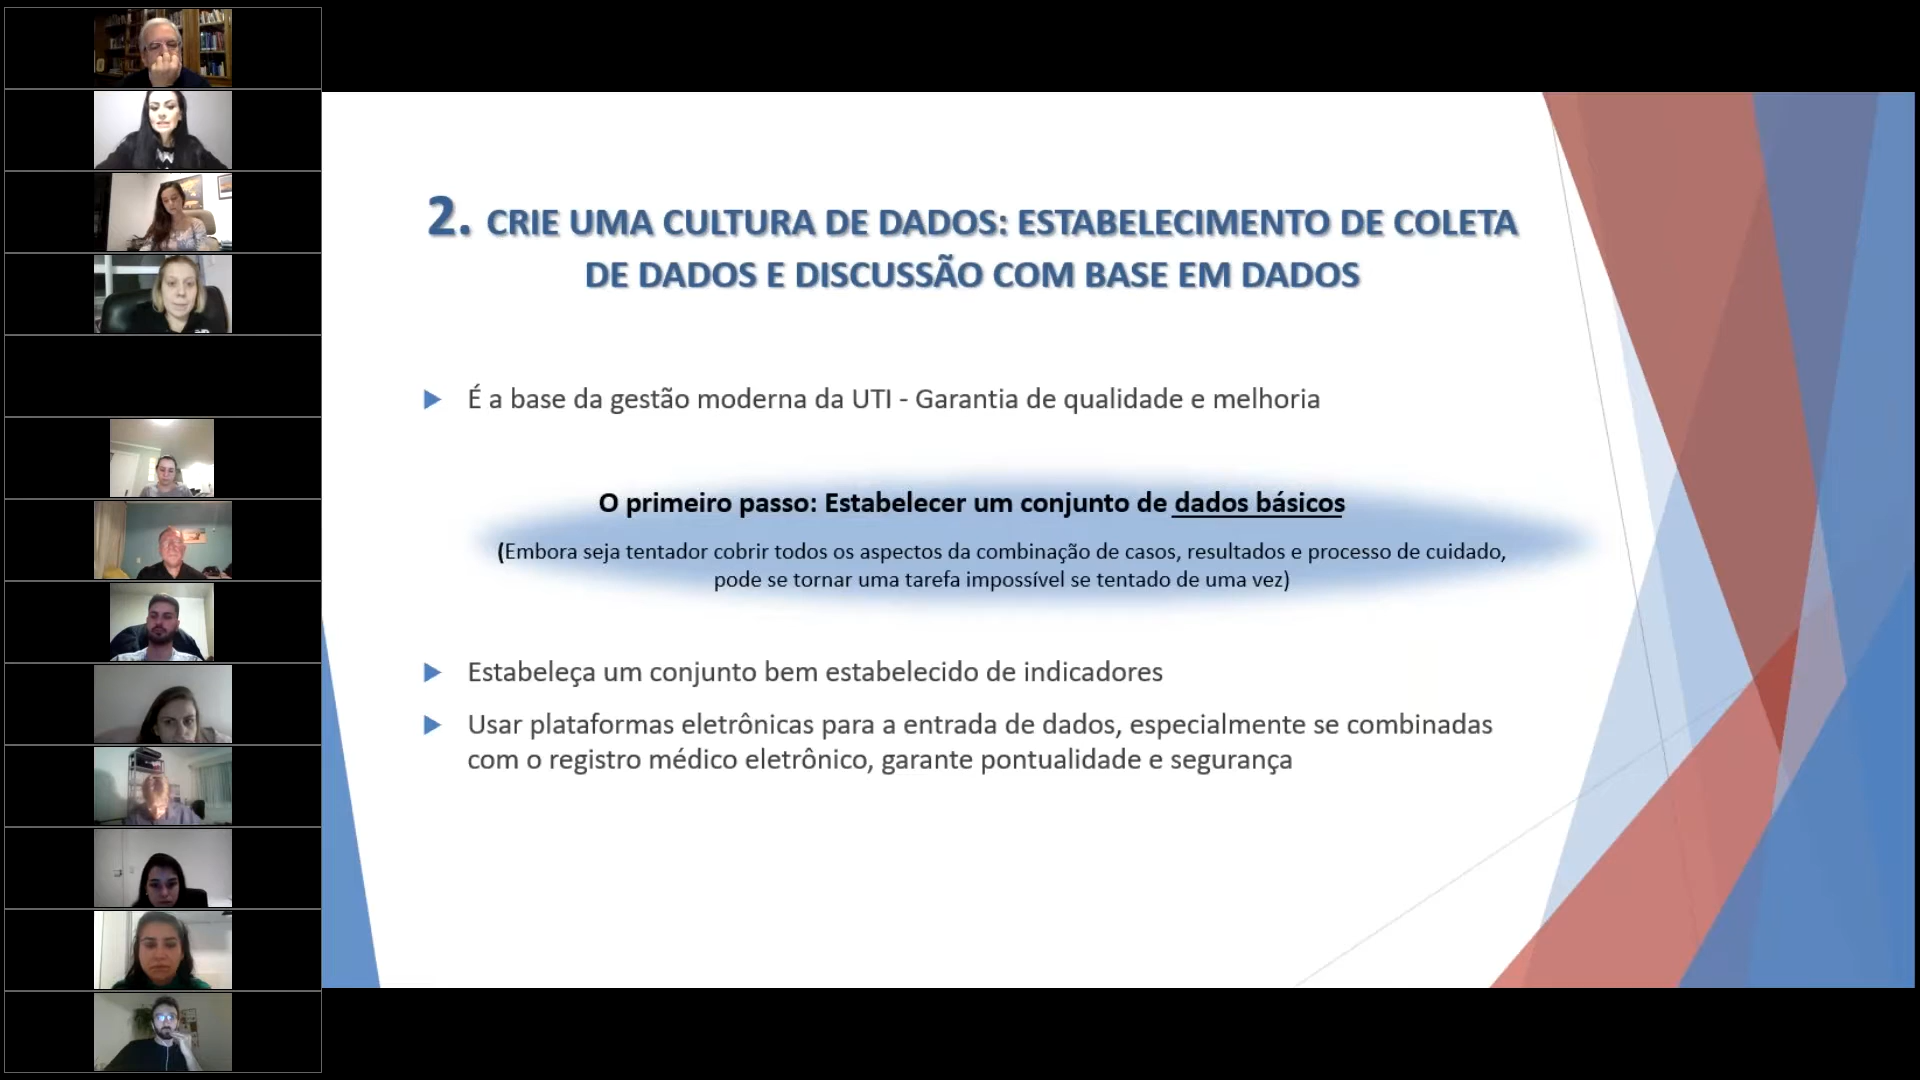 2. CRIE UMA CULTURA DE DADOS: ESTABELECIMENTO DE COLETA
DE DADOS E DISCUSSÃO COM BASE EM DADOS
É a base da gestão moderna da UTI - Garantia de qualidade e melhoria
O primeiro passo: Estabelecer um conjunto de dados básicos
(Embora seja tentador cobrir todos os aspectos da combinação de casos, resultados e processo de cuidado,
pode se tornar uma tarefa impossível se tentado de uma vez)
Estabeleça um conjunto bem estabelecido de indicadores
Usar plataformas eletrônicas para a entrada de dados, especialmente se combinadas
com o registro médico eletrônico, garante pontualidade e segurança